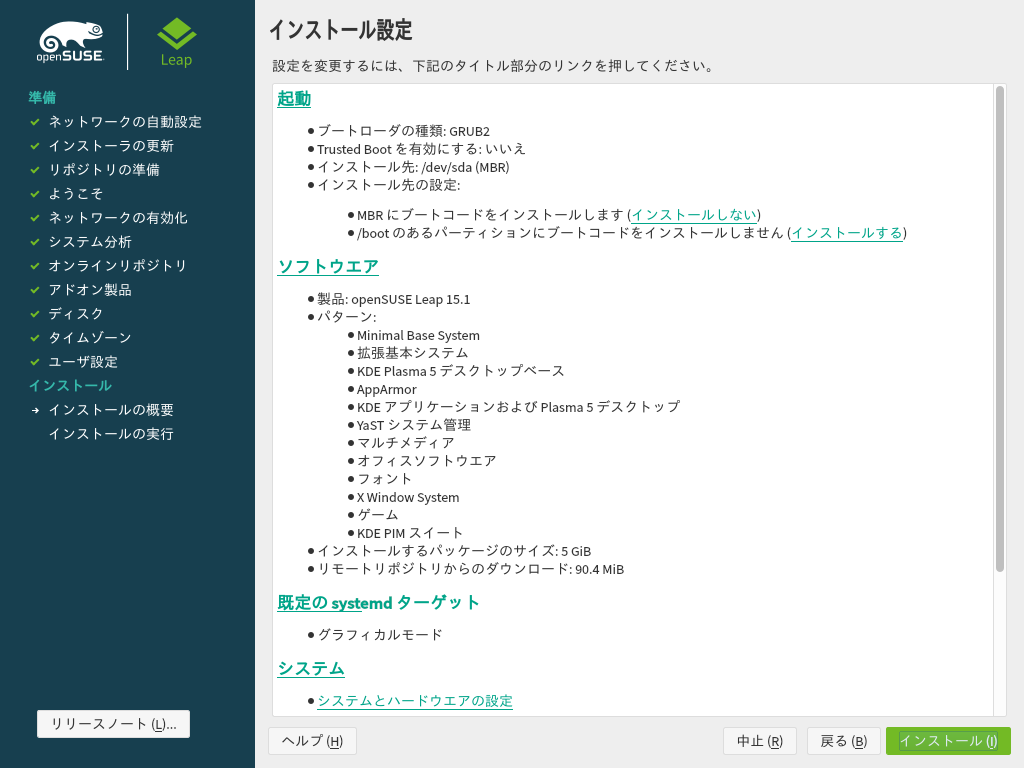 openSUSE
Leap
準備
ネットワークの自動設定
インストーラの更新
リポジトリの準備
ようこそ
ネットワークの有効化
システム分析
オンラインリポジトリ
アドオン製品
ディスク
タイムゾーン
ユーザ設定
インストール
インストールの概要
インストールの実行
リリースノート (L)...
インストール設定
設定を変更するには、下記のタイトル部分のリンクを押してください。
起動
ブートローダの種類: GRUB2
Trusted Boot を有効にする: いいえ
インストール先: /dev/sda (MBR)
インストール先の設定:
MBR にブートコードをインストールします (インストールしない)
/boot のあるパーティションにブートコードをインストールしません (インストールする)
ソフトウエア
製品: openSUSE Leap 15.1
パターン:
Minimal Base System
拡張基本システム
KDE Plasma 5 デスクトップベース
AppArmor
KDE アプリケーションおよび Plasma 5 デスクトップ
YaST システム管理
マルチメディア
オフィスソフトウエア
フォント
X Window System
ゲーム
KDE PIM スイート
インストールするパッケージのサイズ: 5 GiB
リモートリポジトリからのダウンロード: 90.4 MiB
既定の systemd ターゲット
グラフィカルモード
システム
システムとハードウエアの設定
ヘルプ (H)
中止 (R)
戻る (B)
インストール (I)